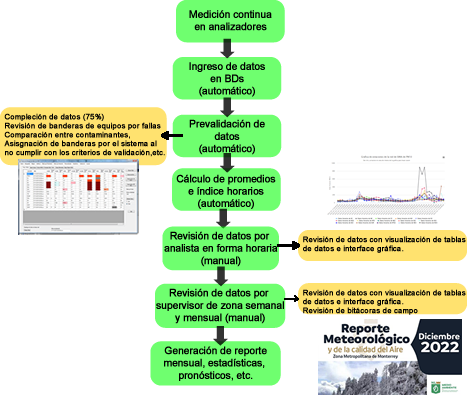 Medición continua
en analizadores
Ingreso de datos
en BDs
(automático)
Prevalidación de
datos
(automático)
Compleción de datos (75%)
Revisión de banderas de equipos por fallas
Comparación entre contaminantes,
Asignación de banderas por el sistema al
no cumplir con los criterios de validación,etc.
Cálculo de promedios
e índice horarios
(automático)
Revisión de datos por
analista en forma horaria
(manual)
Revisión de datos con visualización de tablas
de datos e interface gráfica.
Revisión de datos por
supervisor de zona semanal
y mensual (manual)
Revisión de datos con visualización de tablas
de datos e interface gráfica.
Revisión de bitácoras de campo
Generación de reporte
mensual, estadísticas,
pronósticos, etc.
Reporte
Meteorológico
y de la calidad del Aire
Zona Metropolitana de Monterrey
Diciembre
2022